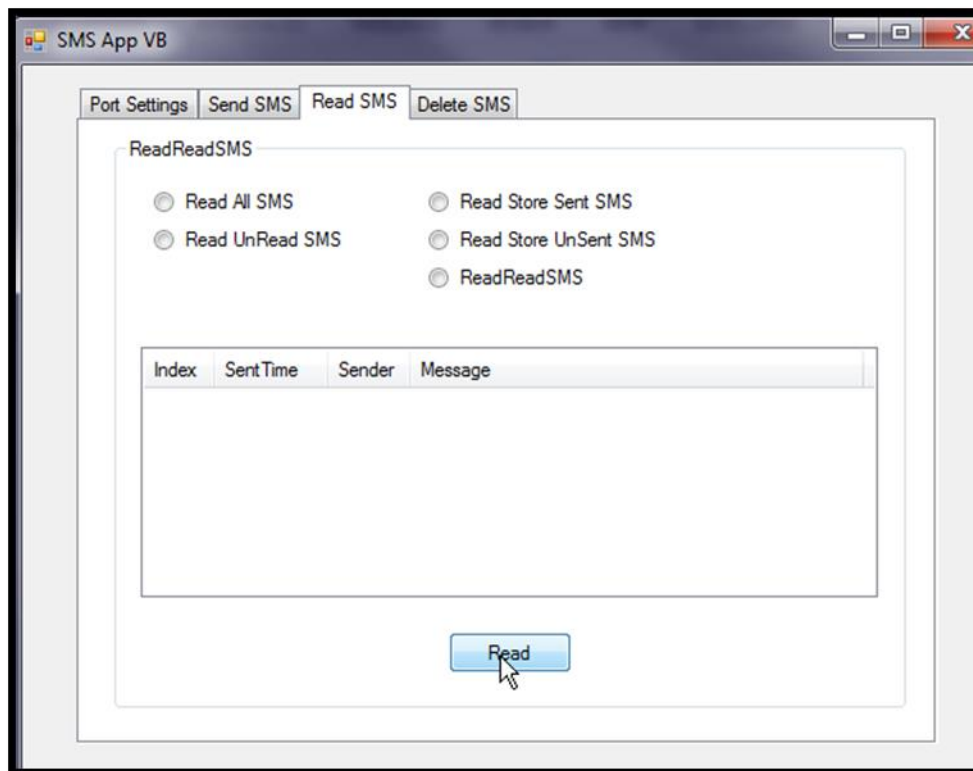 SMS App VB
Port Settings Send SMS Read SMS Delete SMS
ReadReadSMS
Read All SMS Read Store Sent SMS
Read UnRead SMS Read Store UnSent SMS
ReadReadSMS
Index SentTime Sender Message
Read